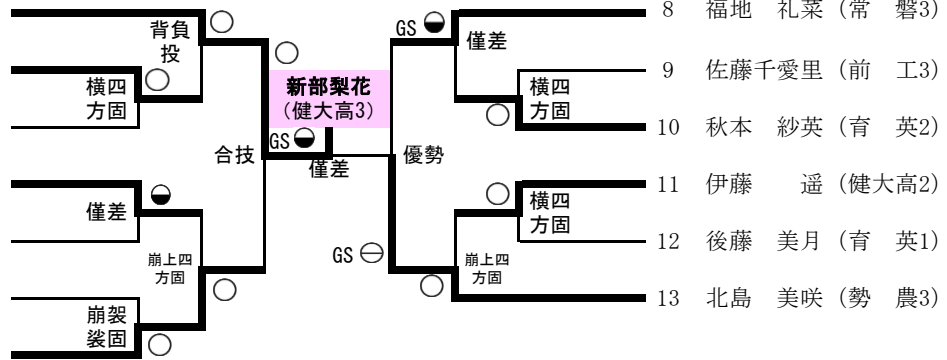 8 福地 礼菜（常 磐3）
背負
投
GS
僅差
9 佐藤千愛里（前 工3）
横四
方固
新部梨花
（健大高3）
横四
方固
10 秋本 紗英（育 英2）
GS
合技
僅差
優勢
11 伊藤 遥（健大高2）
僅差
横四
方固
12 後藤 美月（育 英1）
GS
崩上四
方固
崩上四
方固
13 北島 美咲（勢 農3）
崩袈
裟固